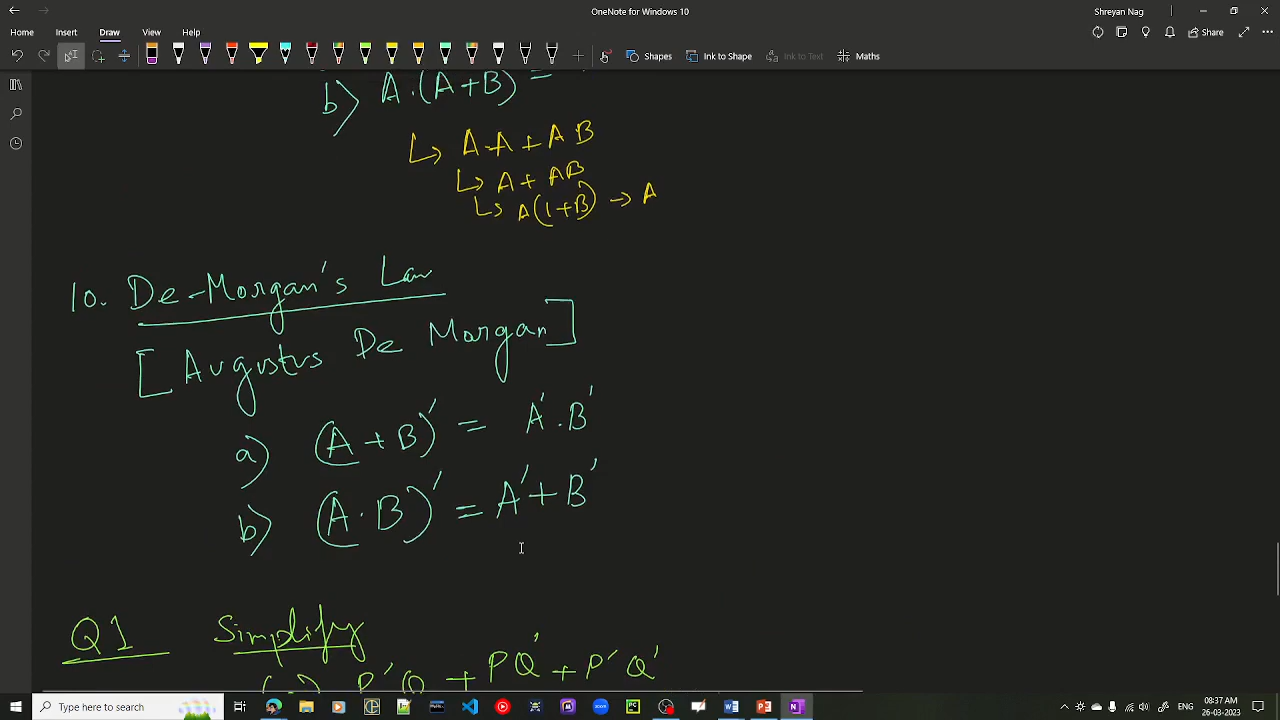 OneNote for Windows 10
Shreyan Nag
Home Insert Draw View Help
Shapes Ink to Shape Ink to Text Maths
b) A.(A+B) =
↳ A.A + AB
↳ A + AB
↳ A(1+B) → A
10. De-Morgan's Law
[Augustus De Morgan]
a) (A + B)' = A'.B'
b) (A . B)' = A' + B'
Q1 Simplify
P'Q + PQ' + P'Q'
Type here to search
08:37 AM
26-03-2023